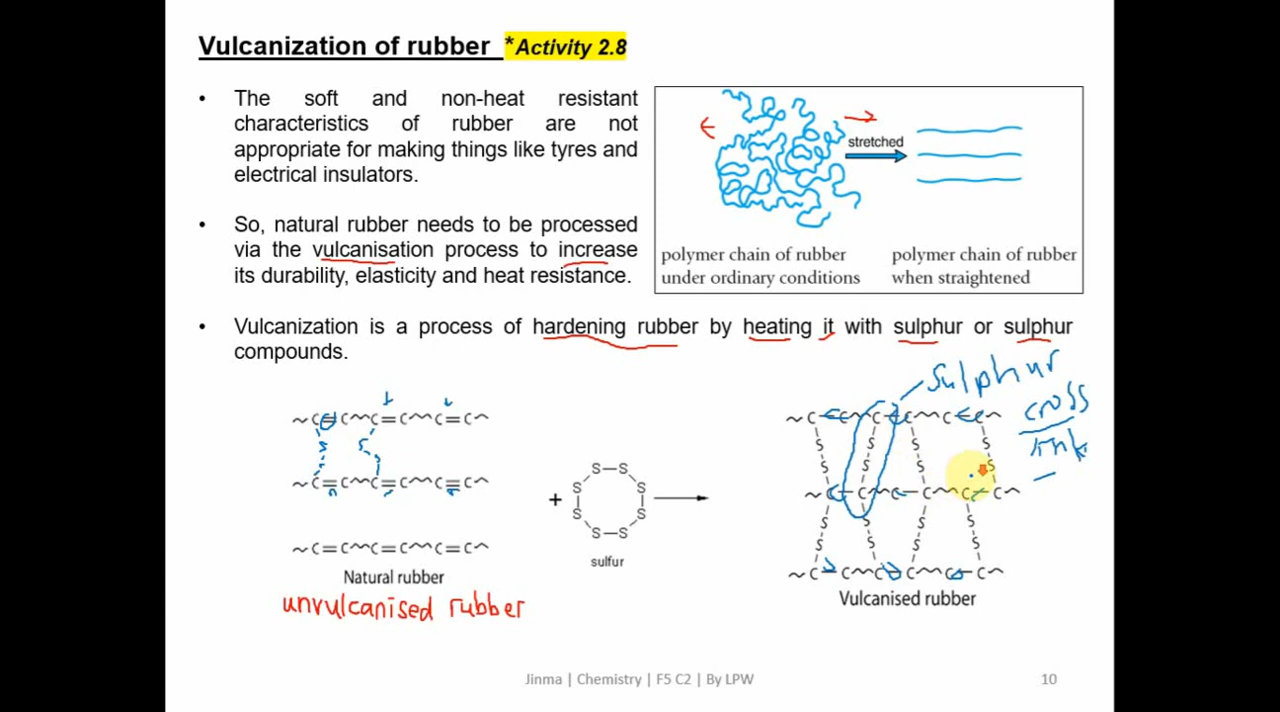 Vulcanization of rubber *Activity 2.8
• The soft and non-heat resistant
characteristics of rubber are not
appropriate for making things like tyres and
electrical insulators.
• So, natural rubber needs to be processed
via the vulcanisation process to increase
its durability, elasticity and heat resistance.
stretched
polymer chain of rubber
under ordinary conditions
polymer chain of rubber
when straightened
• Vulcanization is a process of hardening rubber by heating it with sulphur or sulphur
compounds.
~C=C~C=C~C=C~
S S
~C=C~C=C~C=C~
~C=C~C=C~C=C~
Natural rubber
unvulcanised rubber
+
S—S
S S
S S
S—S
sulfur
sulphur
cross
link
~C—C~C—C~C—C~
S S S S
S S S S
~C—C~C—C~C—C~
S S S S
S S S S
~C—C~C—C~C—C~
Vulcanised rubber
Jinma | Chemistry | F5 C2 | By LPW
10